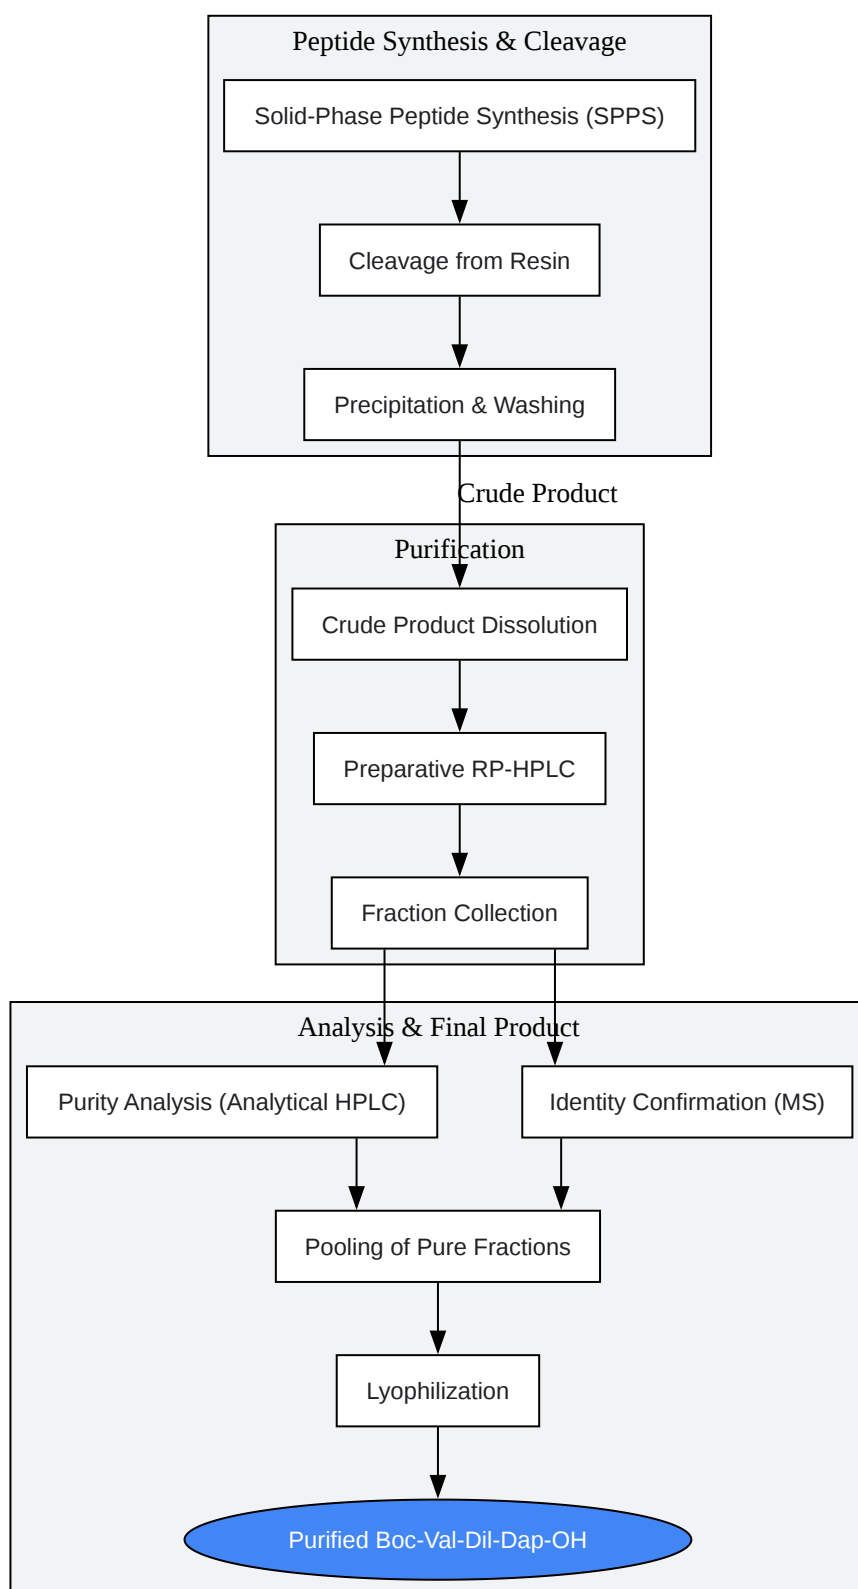 Peptide Synthesis & Cleavage
Solid-Phase Peptide Synthesis (SPPS)
Cleavage from Resin
Precipitation & Washing
Crude Product
Purification
Crude Product Dissolution
Preparative RP-HPLC
Fraction Collection
Analysis & Final Product
Purity Analysis (Analytical HPLC)
Identity Confirmation (MS)
Pooling of Pure Fractions
Lyophilization
Purified Boc-Val-Dil-Dap-OH